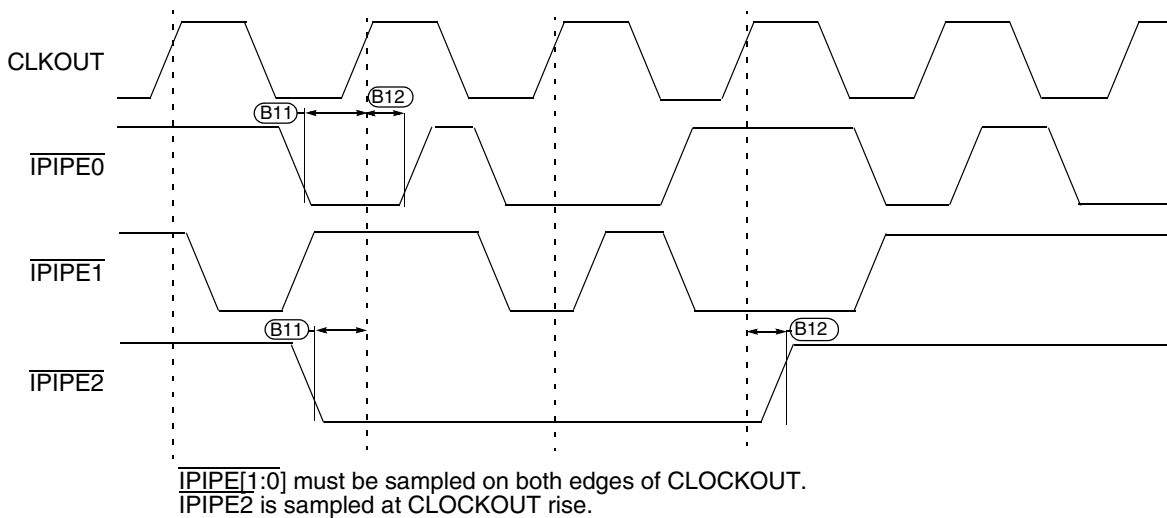 CLKOUT
B11
B12
IPIPE0
IPIPE1
B11
B12
IPIPE2
IPIPE[1:0] must be sampled on both edges of CLOCKOUT.
IPIPE2 is sampled at CLOCKOUT rise.